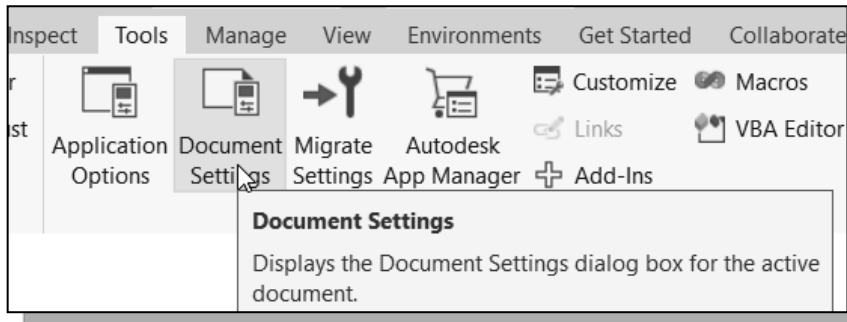 Inspect Tools Manage View Environments Get Started Collaborate
r
ist
Application Options
Document Settings
Migrate Settings
Autodesk App Manager
Customize
Links
Add-Ins
Macros
VBA Editor
Document Settings
Displays the Document Settings dialog box for the active
document.